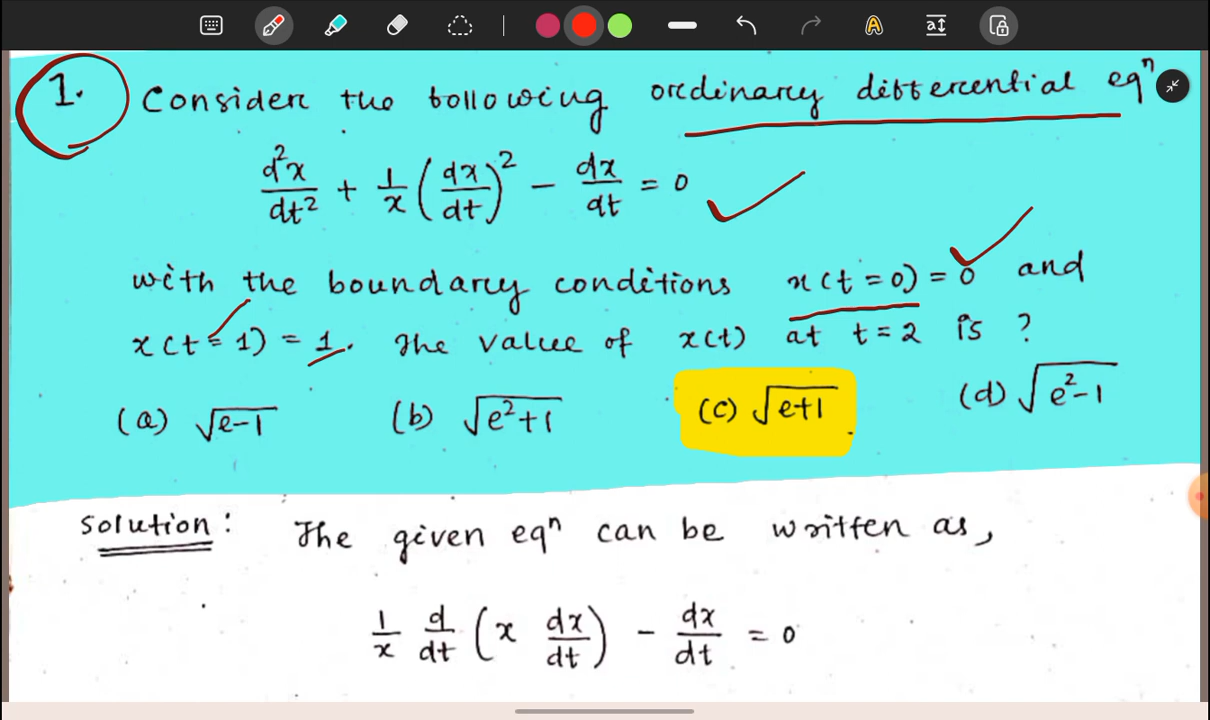 1. Consider the following ordinary differential eqⁿ
d²x/dt² + 1/x (dx/dt)² - dx/dt = 0
with the boundary conditions x(t=0) = 0 and
x(t=1) = 1. The value of x(t) at t=2 is ?
(a) √(e-1) (b) √(e²+1) (c) √(e+1) (d) √(e²-1)
Solution: The given eqⁿ can be written as,
1/x d/dt (x dx/dt) - dx/dt = 0